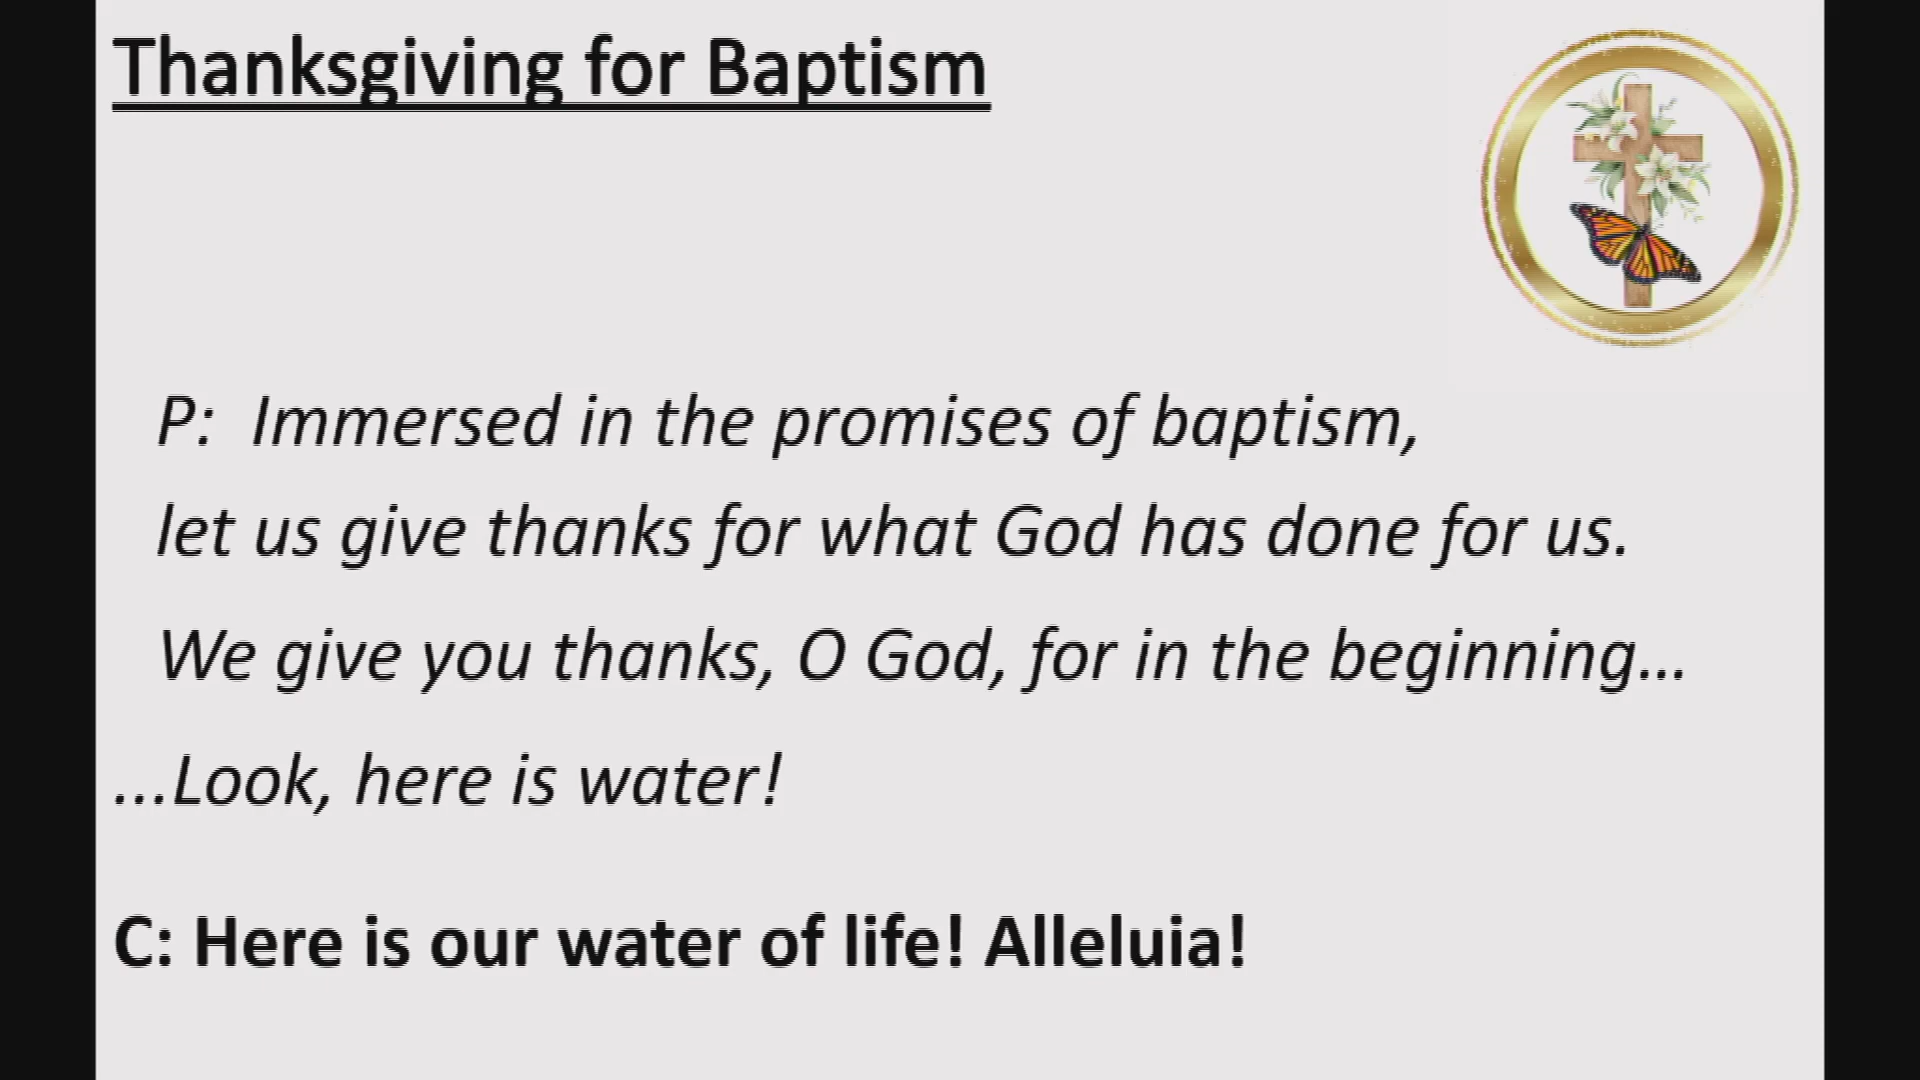 Thanksgiving for Baptism
P: Immersed in the promises of baptism,
let us give thanks for what God has done for us.
We give you thanks, O God, for in the beginning...
...Look, here is water!
C: Here is our water of life! Alleluia!